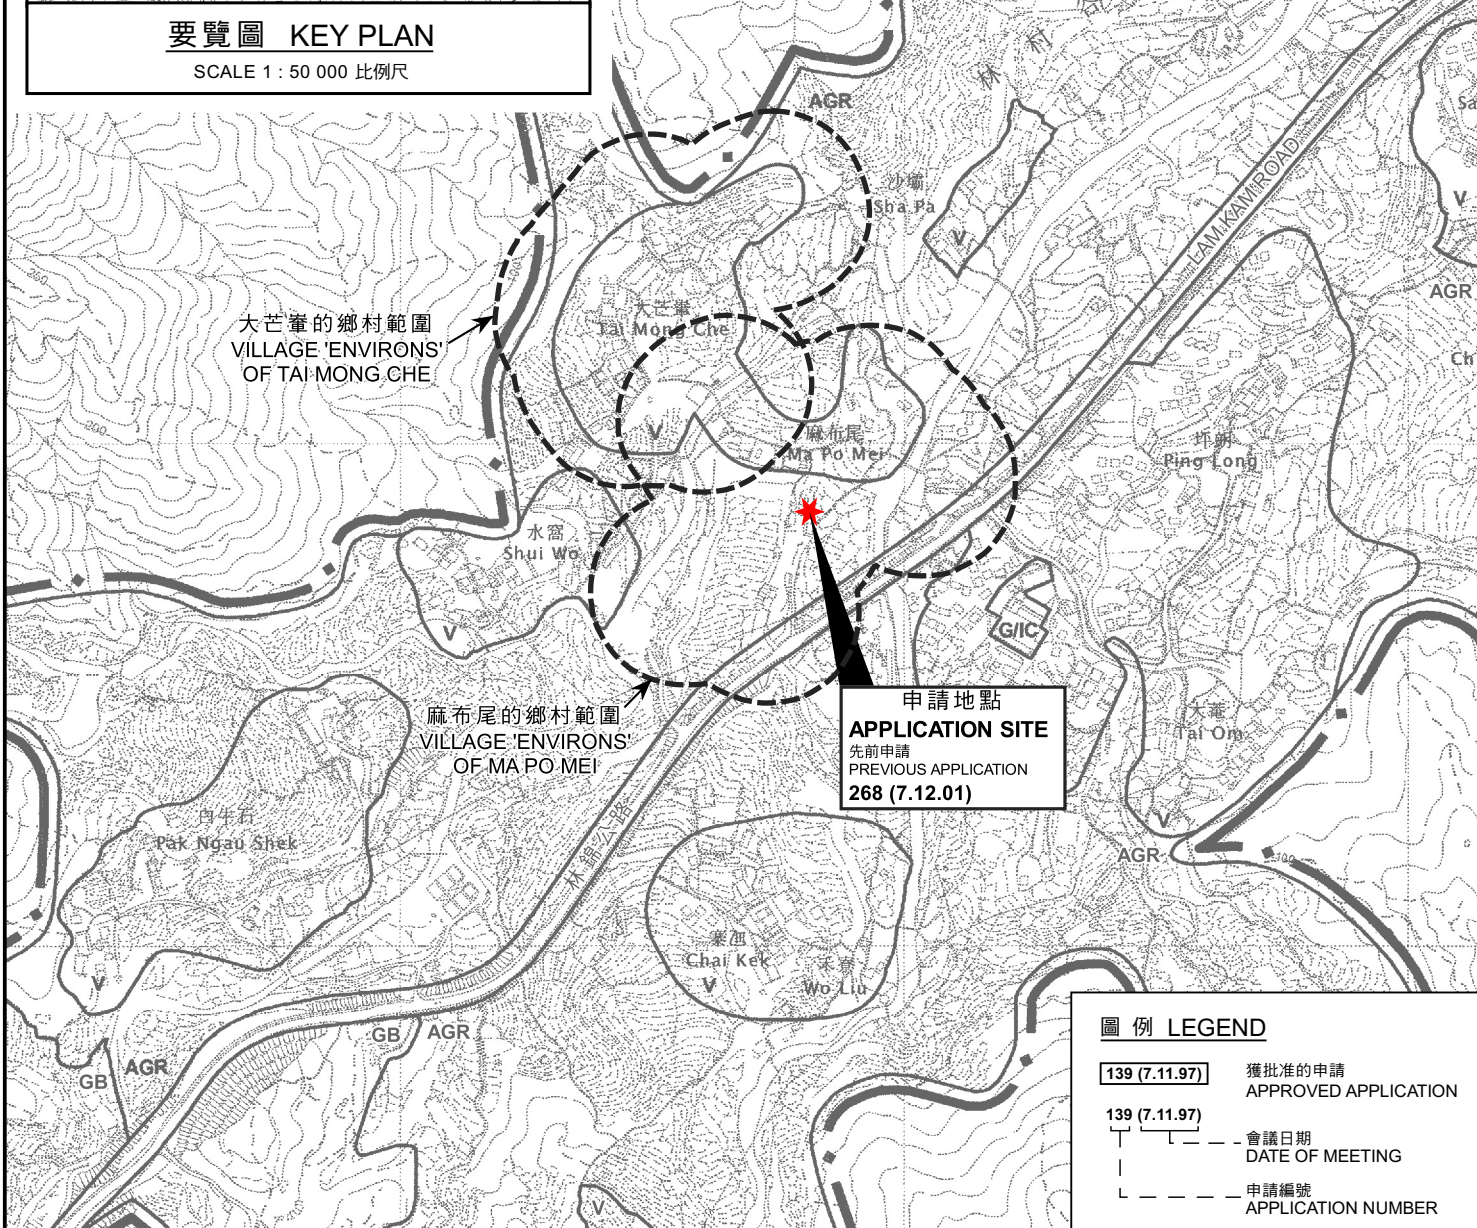 要覽圖 KEY PLAN
SCALE 1 : 50 000 比例尺
AGR
林
村
沙壩
Sha Pa
V
LAM KAM ROAD
V
AGR
大芒輋
Tai Mong Che
大芒輋的鄉村範圍
VILLAGE 'ENVIRONS'
OF TAI MONG CHE
200
V
麻布尾
Ma Po Mei
坪朗
Ping Long
水窩
Shui Wo
V
G/IC
麻布尾的鄉村範圍
VILLAGE 'ENVIRONS'
OF MA PO MEI
申請地點
APPLICATION SITE
先前申請
PREVIOUS APPLICATION
268 (7.12.01)
大菴
Tai Om
V
AGR
100
白牛石
Pak Ngau Shek
V
林錦公路
寨乪
Chai Kek
V
禾寮
Wo Liu
GB
AGR
GB
AGR
V
圖例 LEGEND
139 (7.11.97)
獲批准的申請
APPROVED APPLICATION
139 (7.11.97)
會議日期
DATE OF MEETING
申請編號
APPLICATION NUMBER